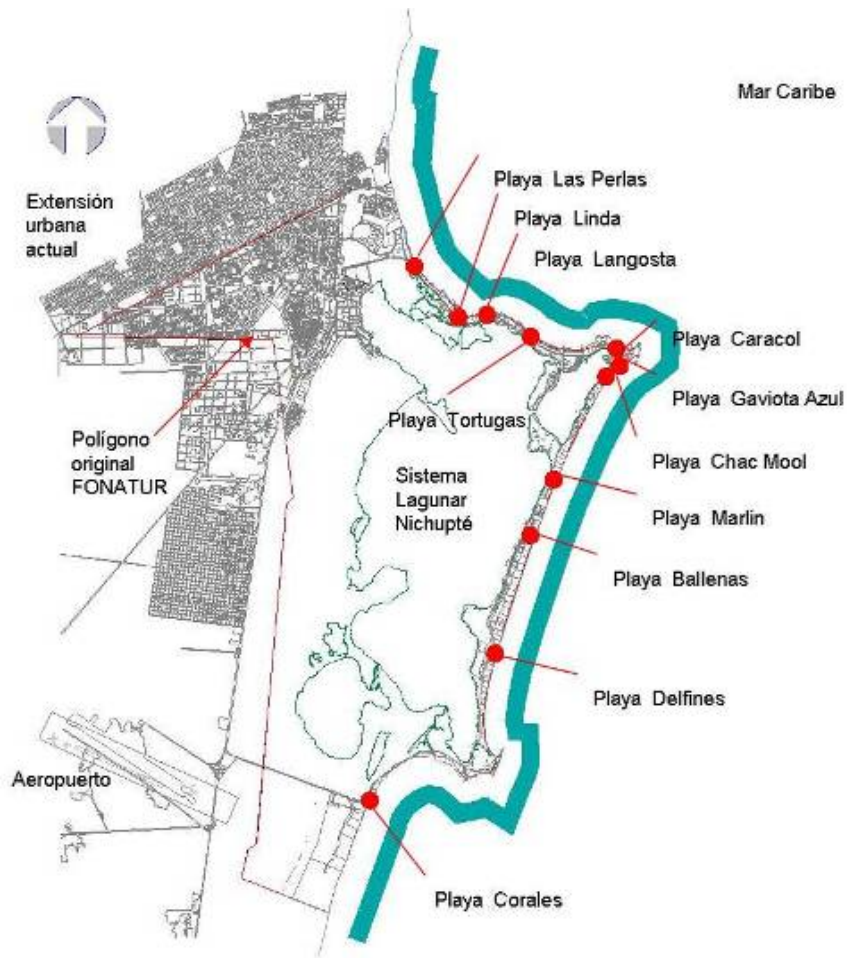 Mar Caribe
Playa Las Perlas
Extensión
urbana
actual
Playa Linda
Playa Langosta
Playa Caracol
Playa Gaviota Azul
Playa Tortugas
Polígono
original
FONATUR
Sistema
Lagunar
Nichupté
Playa Chac Mool
Playa Marlin
Playa Ballenas
Playa Delfines
Aeropuerto
Playa Corales